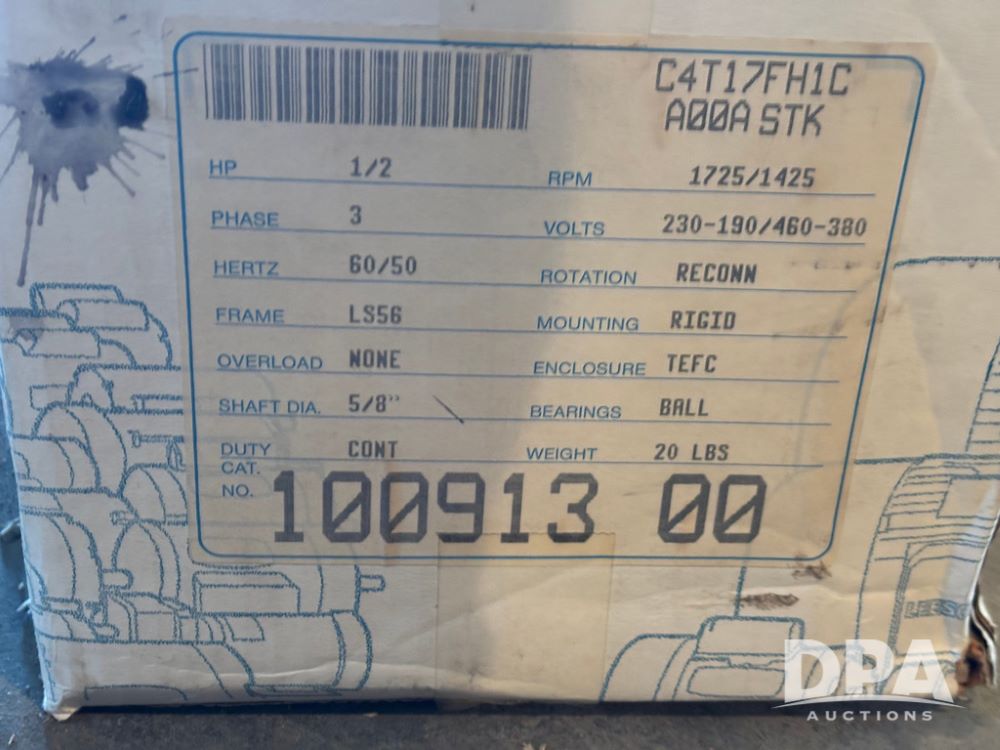 C4T17FH1C
A00A STK
HP 1/2 RPM 1725/1425
PHASE 3 VOLTS 230-190/460-380
HERTZ 60/50 ROTATION RECONN
FRAME LS56 MOUNTING RIGID
OVERLOAD NONE ENCLOSURE TEFC
SHAFT DIA. 5/8" BEARINGS BALL
DUTY CONT WEIGHT 20 LBS
CAT.
NO. 100913 00
DPA
AUCTIONS